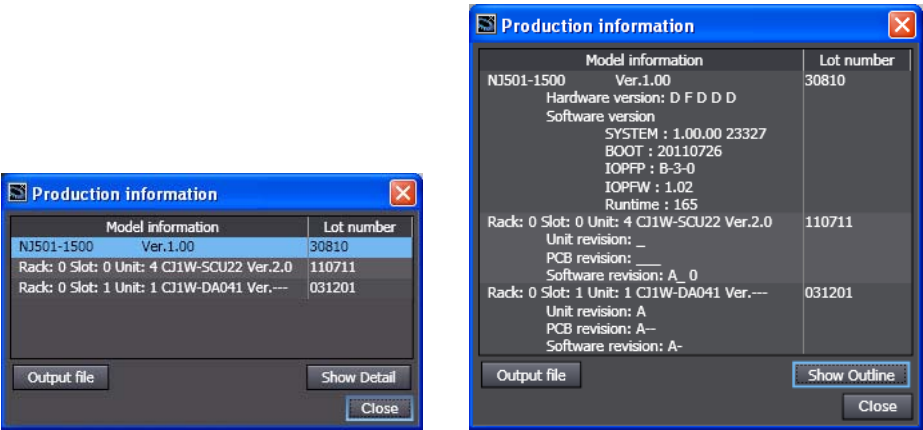 Production information
Model information Lot number
NJ501-1500 Ver.1.00 30810
Rack: 0 Slot: 0 Unit: 4 CJ1W-SCU22 Ver.2.0 110711
Rack: 0 Slot: 1 Unit: 1 CJ1W-DA041 Ver.--- 031201
Output file Show Detail
Close
Production information
Model information Lot number
NJ501-1500 Ver.1.00 30810
Hardware version: D F D D D
Software version
SYSTEM : 1.00.00 23327
BOOT : 20110726
IOPFP : B-3-0
IOPFW : 1.02
Runtime : 165
Rack: 0 Slot: 0 Unit: 4 CJ1W-SCU22 Ver.2.0 110711
Unit revision: _
PCB revision: ___
Software revision: A_ 0
Rack: 0 Slot: 1 Unit: 1 CJ1W-DA041 Ver.--- 031201
Unit revision: A
PCB revision: A--
Software revision: A-
Output file Show Outline
Close